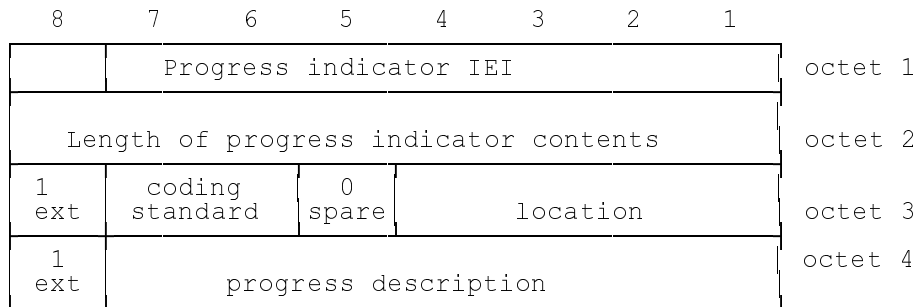 8 7 6 5 4 3 2 1
Progress indicator IEI octet 1
Length of progress indicator contents octet 2
1 coding 0
ext standard spare location octet 3
1 octet 4
ext progress description